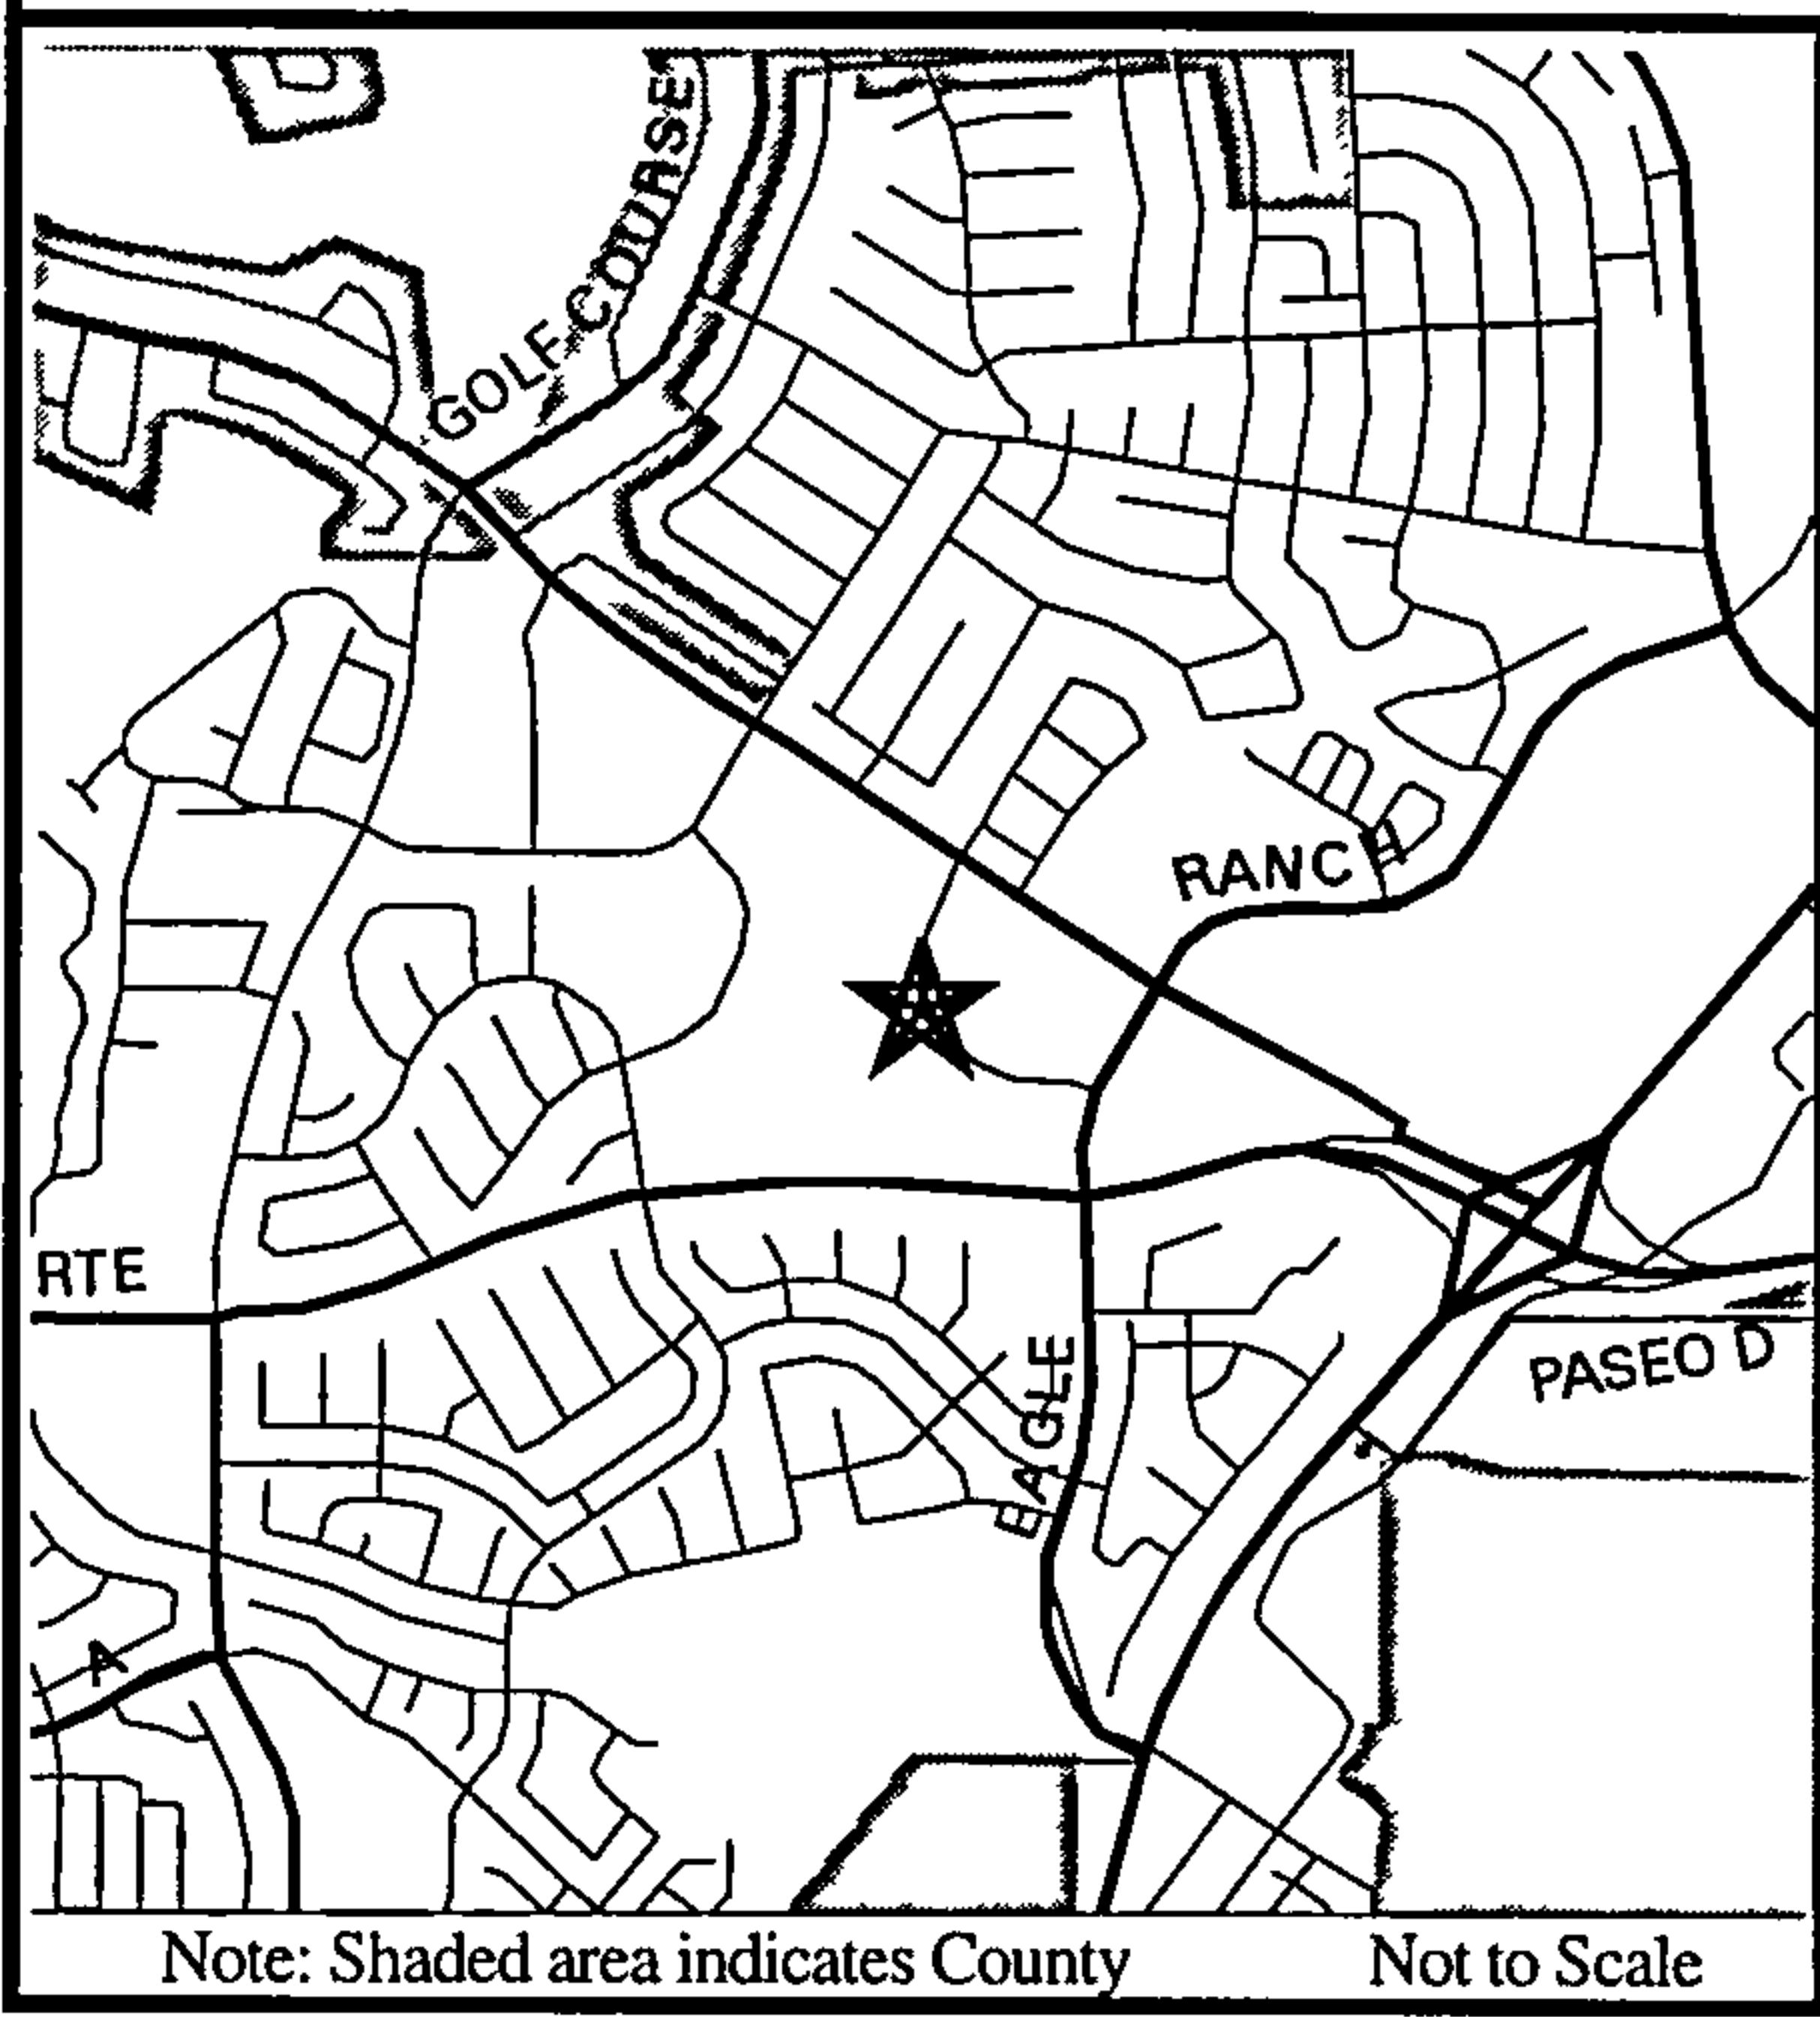 GOLF COURSE
RANCH
RTE
PASEO D
EAGLE
A
Note: Shaded area indicates County
Not to Scale